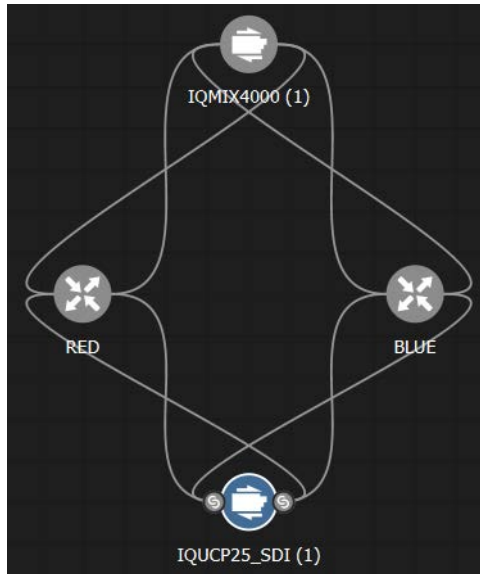 IQMIX4000 (1)
RED
BLUE
S
S
IQUCP25_SDI (1)